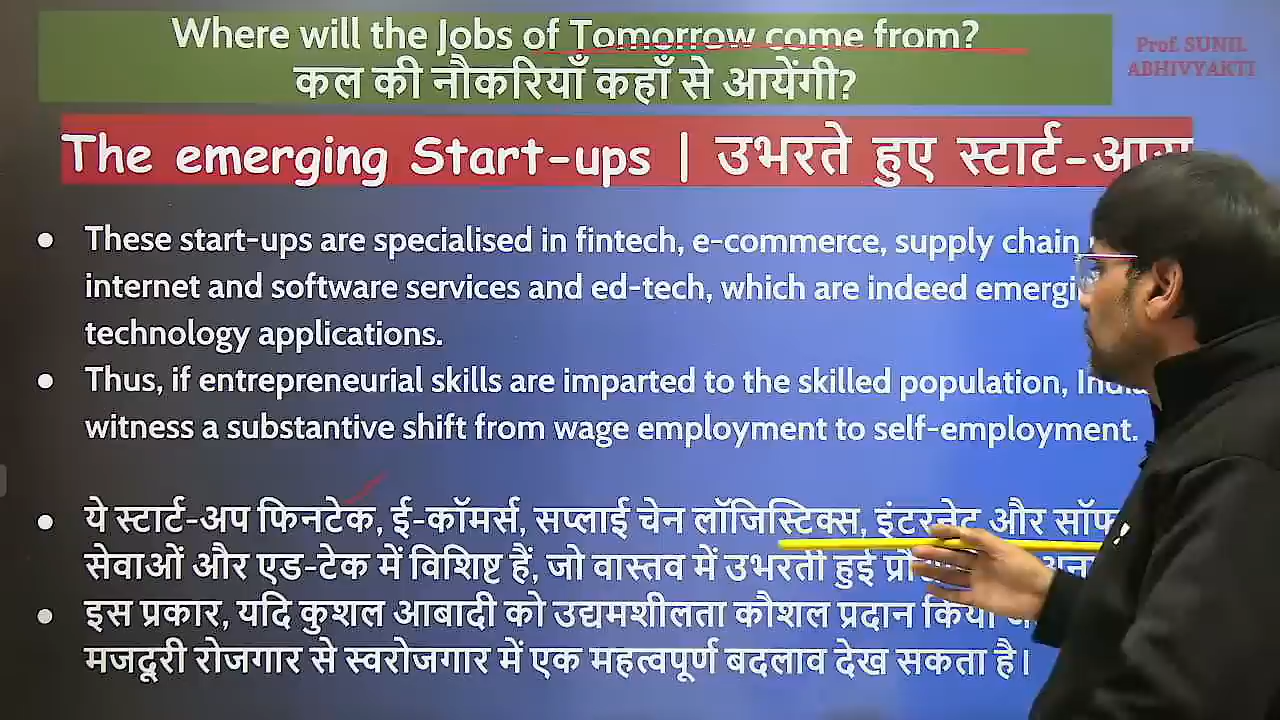 Where will the Jobs of Tomorrow come from?
कल की नौकरियाँ कहाँ से आयेंगी?
Prof. SUNIL
ABHIVYAKTI
The emerging Start-ups | उभरते हुए
● These start-ups are specialised in fintech, e-commerce, supply chain
internet and software services and ed-tech, which are indeed
technology applications.
● Thus, if entrepreneurial skills are imparted to the skilled population, India
witness a substantive shift from wage employment to self-employment.
● ये स्टार्ट-अप फिनटेक, ई-कॉमर्स, सप्लाई चेन लॉजिस्टिक्स, इंटरनेट और
सेवाओं और एड-टेक में विशिष्ट हैं, जो वास्तव में उभरती हुई
● इस प्रकार, यदि कुशल आबादी को उद्यमशीलता कौशल प्रदान किया
मजदूरी रोजगार से स्वरोजगार में एक महत्वपूर्ण बदलाव देख सकता है।